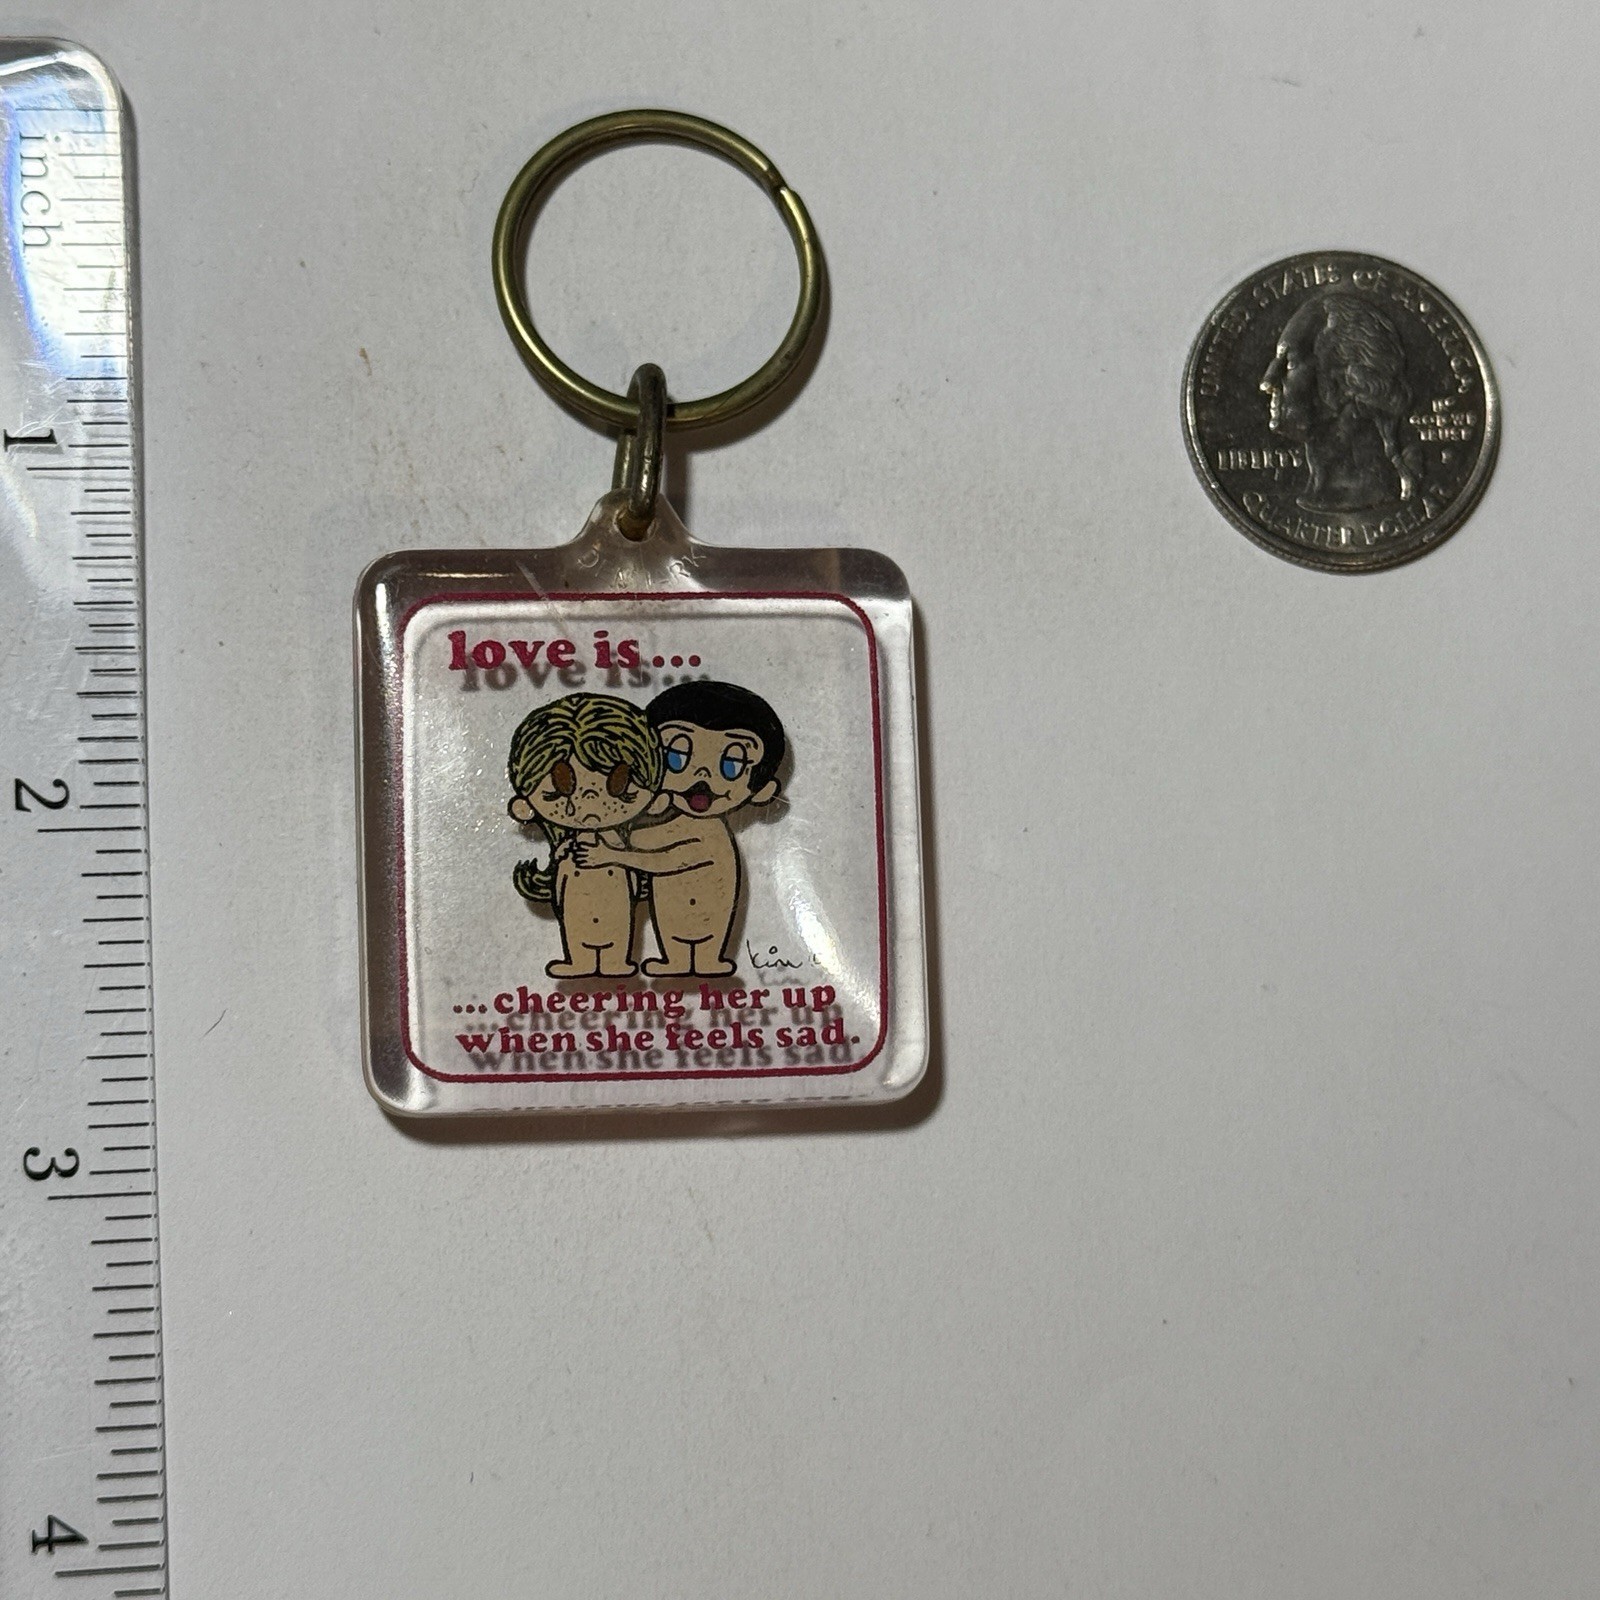 inch
1
2
3
4
love is...
kim
...cheering her up
when she feels sad.
UNITED STATES OF AMERICA
LIBERTY
IN
GOD WE
TRUST
QUARTER DOLLAR